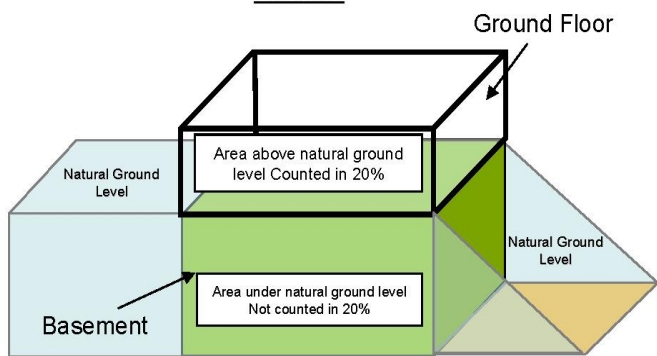 Ground Floor
Area above natural ground
level Counted in 20%
Natural Ground
Level
Natural Ground
Level
Area under natural ground level
Not counted in 20%
Basement